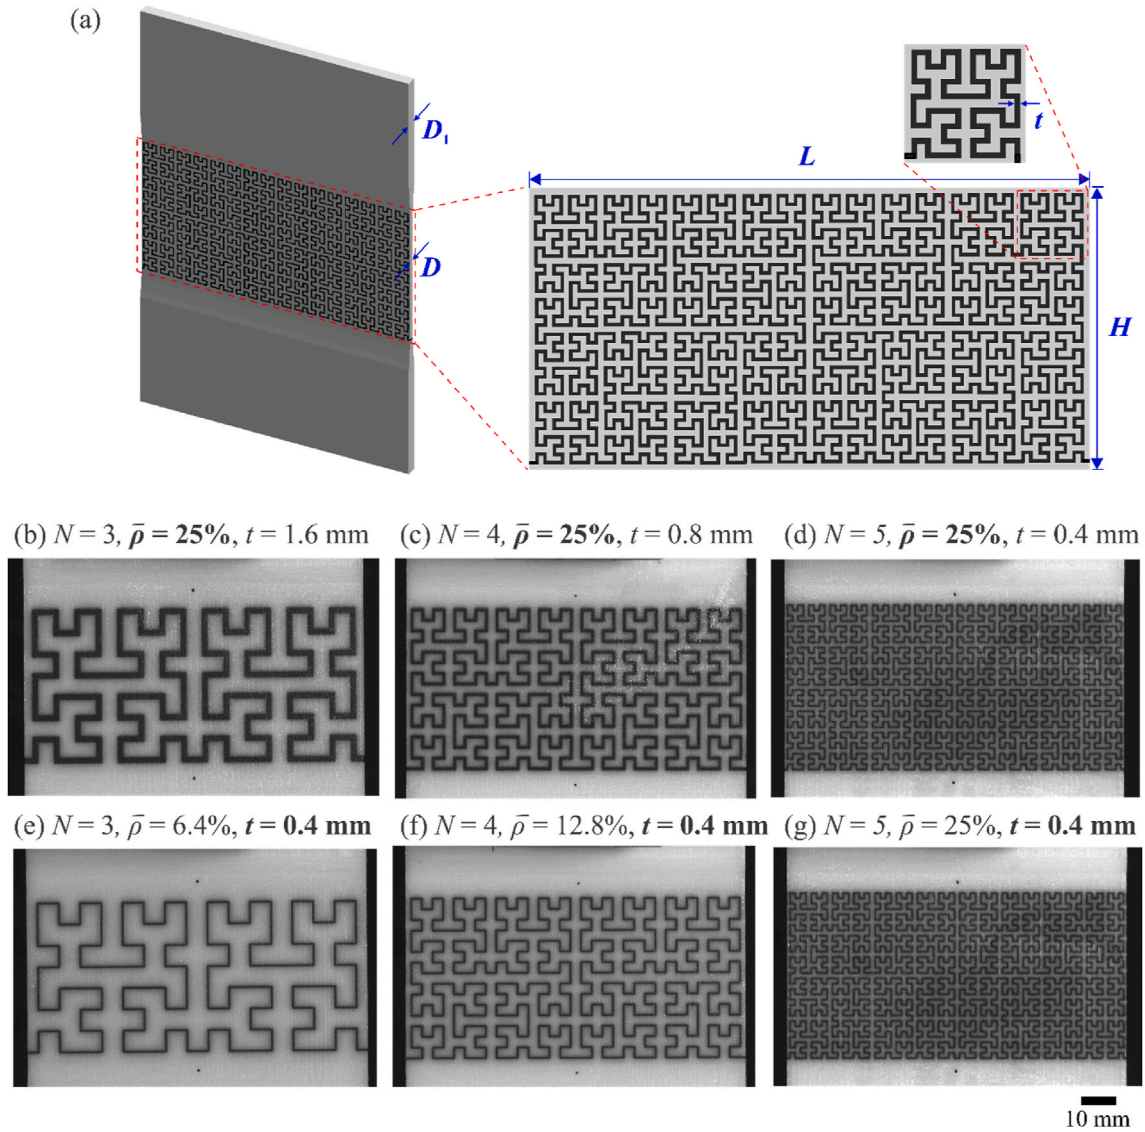 (a)
D₁
D
L
t
H
(b) N = 3, ρ̄ = 25%, t = 1.6 mm
(c) N = 4, ρ̄ = 25%, t = 0.8 mm
(d) N = 5, ρ̄ = 25%, t = 0.4 mm
(e) N = 3, ρ̄ = 6.4%, t = 0.4 mm
(f) N = 4, ρ̄ = 12.8%, t = 0.4 mm
(g) N = 5, ρ̄ = 25%, t = 0.4 mm
10 mm